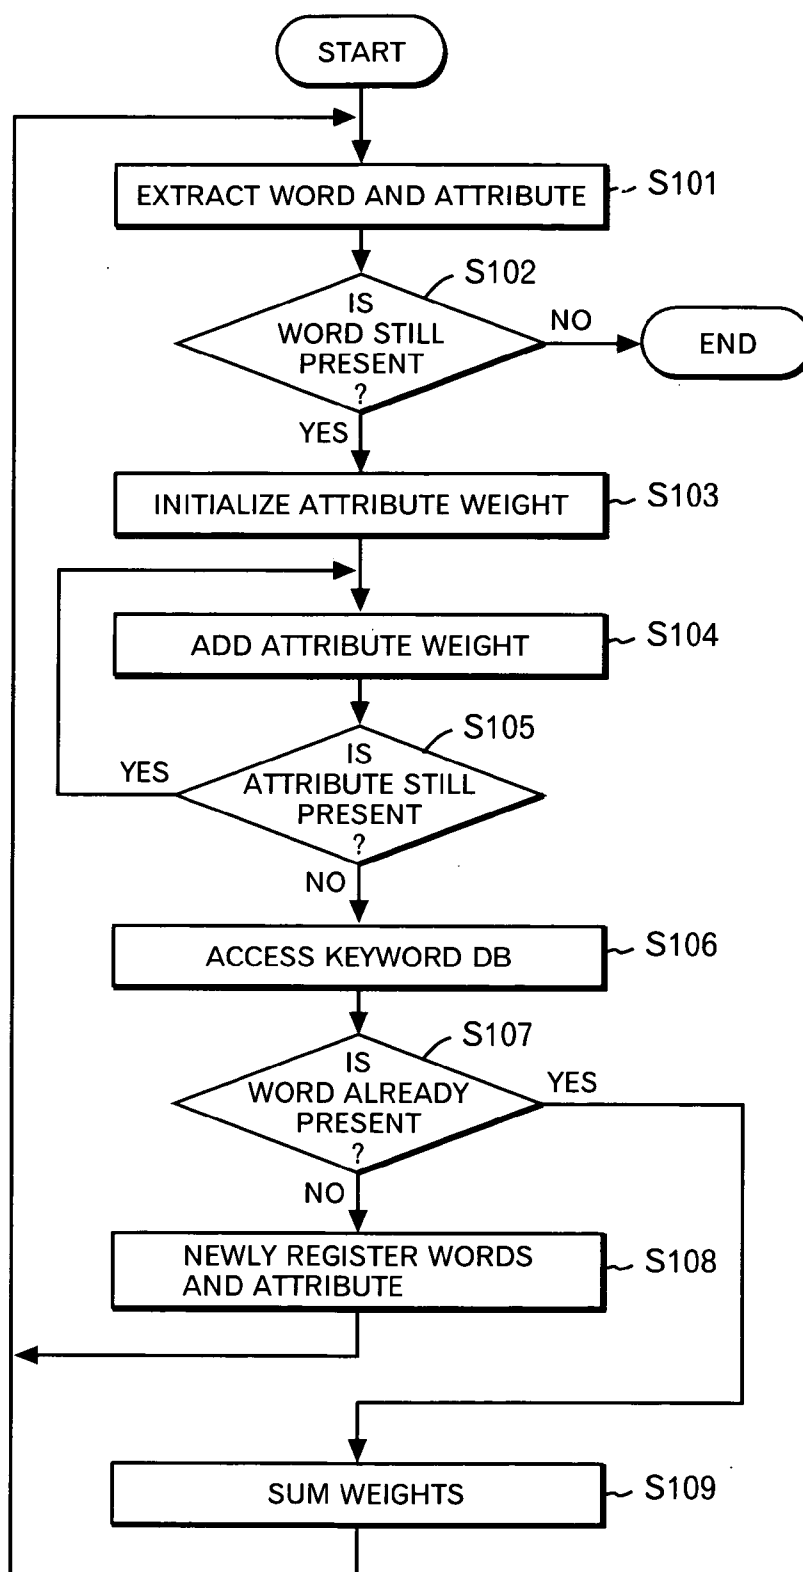 START
EXTRACT WORD AND ATTRIBUTE
S101
S102
IS
WORD STILL
PRESENT
?
NO
END
YES
INITIALIZE ATTRIBUTE WEIGHT
S103
ADD ATTRIBUTE WEIGHT
S104
S105
IS
ATTRIBUTE STILL
PRESENT
?
YES
NO
ACCESS KEYWORD DB
S106
S107
IS
WORD ALREADY
PRESENT
?
YES
NO
NEWLY REGISTER WORDS
AND ATTRIBUTE
S108
SUM WEIGHTS
S109